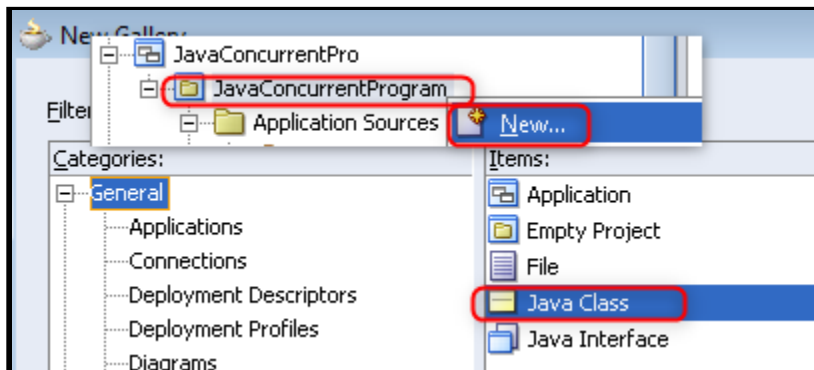 New Gallery
JavaConcurrentPro
JavaConcurrentProgram
Filter
Application Sources
New...
Categories:
Items:
General
Application
Applications
Empty Project
Connections
File
Deployment Descriptors
Java Class
Deployment Profiles
Java Interface
Diagrams